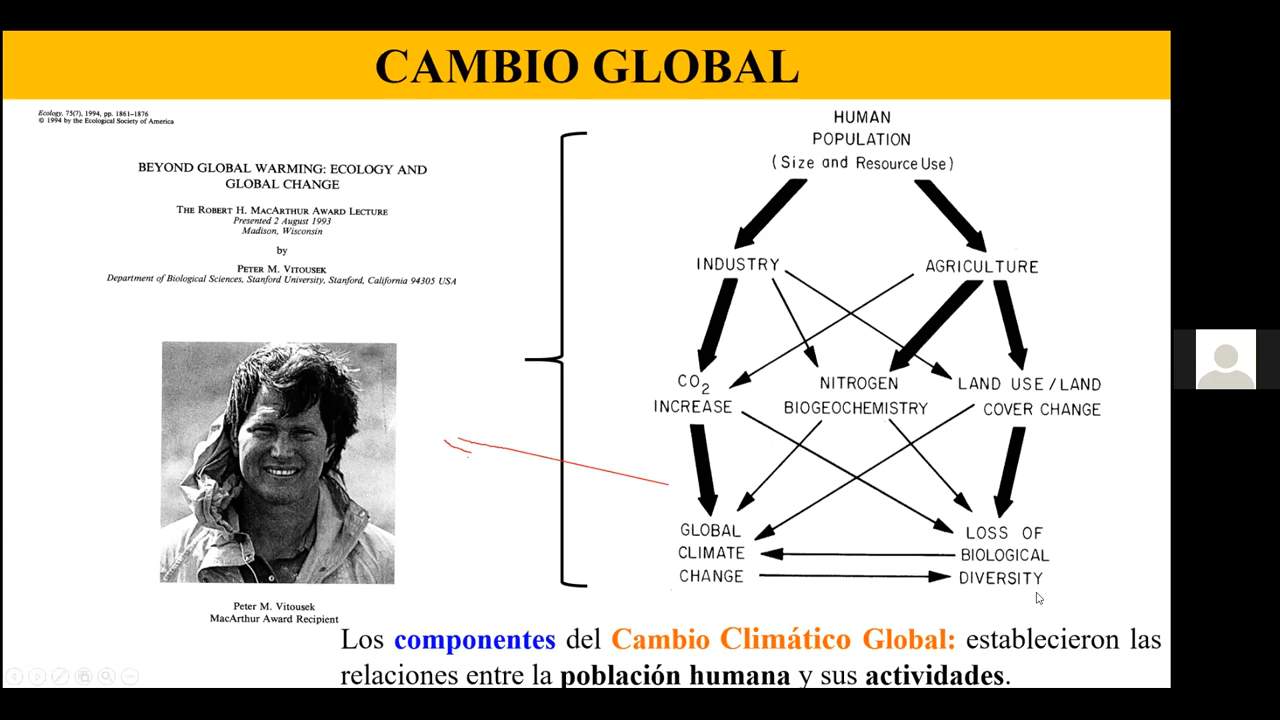 CAMBIO GLOBAL
Ecology, 75(7), 1994, pp. 1861–1876
© 1994 by the Ecological Society of America
BEYOND GLOBAL WARMING: ECOLOGY AND
GLOBAL CHANGE
THE ROBERT H. MACARTHUR AWARD LECTURE
Presented 2 August 1993
Madison, Wisconsin
by
PETER M. VITOUSEK
Department of Biological Sciences, Stanford University, Stanford, California 94305 USA
Peter M. Vitousek
MacArthur Award Recipient
HUMAN
POPULATION
(Size and Resource Use)
INDUSTRY
AGRICULTURE
CO2
INCREASE
NITROGEN
BIOGEOCHEMISTRY
LAND USE/LAND
COVER CHANGE
GLOBAL
CLIMATE
CHANGE
LOSS OF
BIOLOGICAL
DIVERSITY
Los componentes del Cambio Climático Global: establecieron las
relaciones entre la población humana y sus actividades.